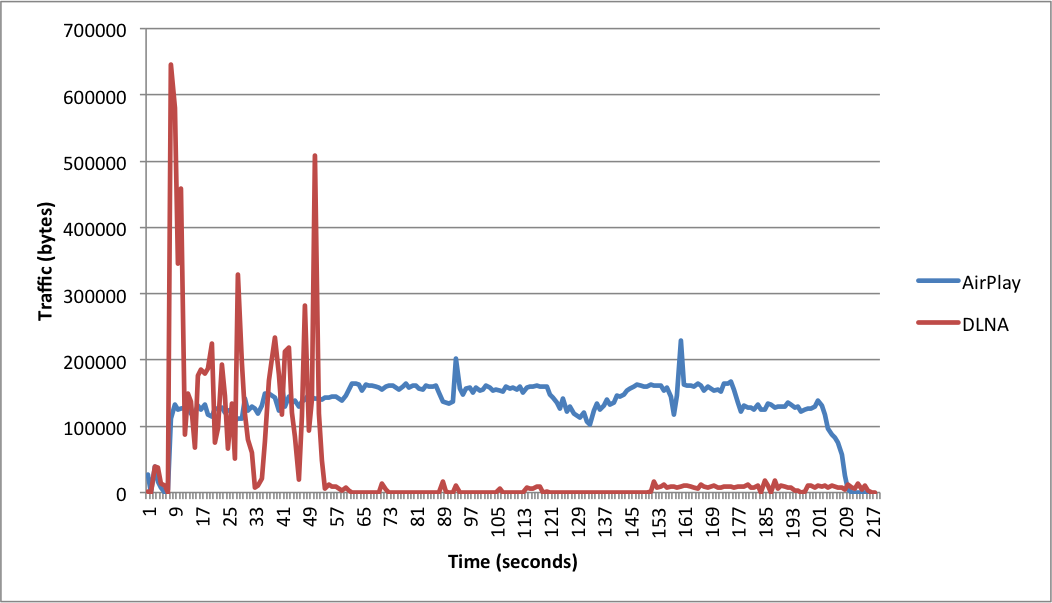 700000
600000
500000
400000
300000
200000
100000
0
Traffic (bytes)
1 9 17 25 33 41 49 57 65 73 81 89 97 105 113 121 129 137 145 153 161 169 177 185 193 201 209 217
Time (seconds)
AirPlay
DLNA